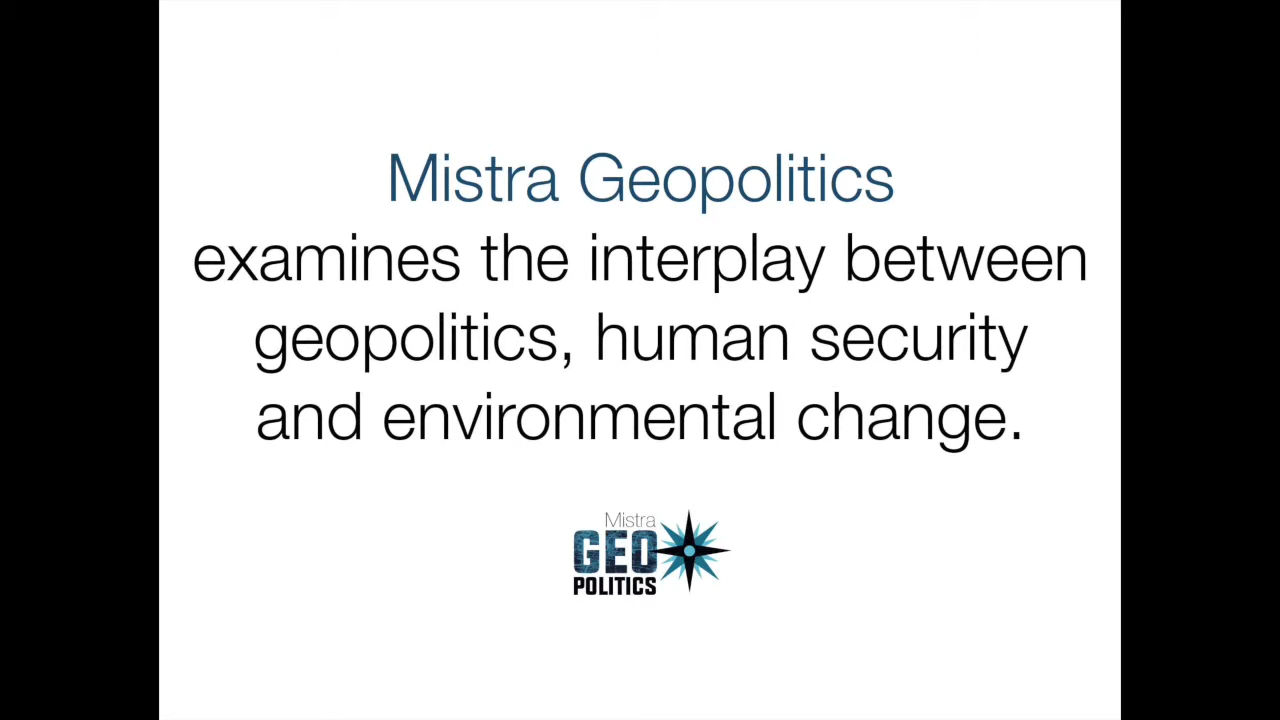 Mistra Geopolitics
examines the interplay between
geopolitics, human security
and environmental change.
Mistra
GEO
POLITICS